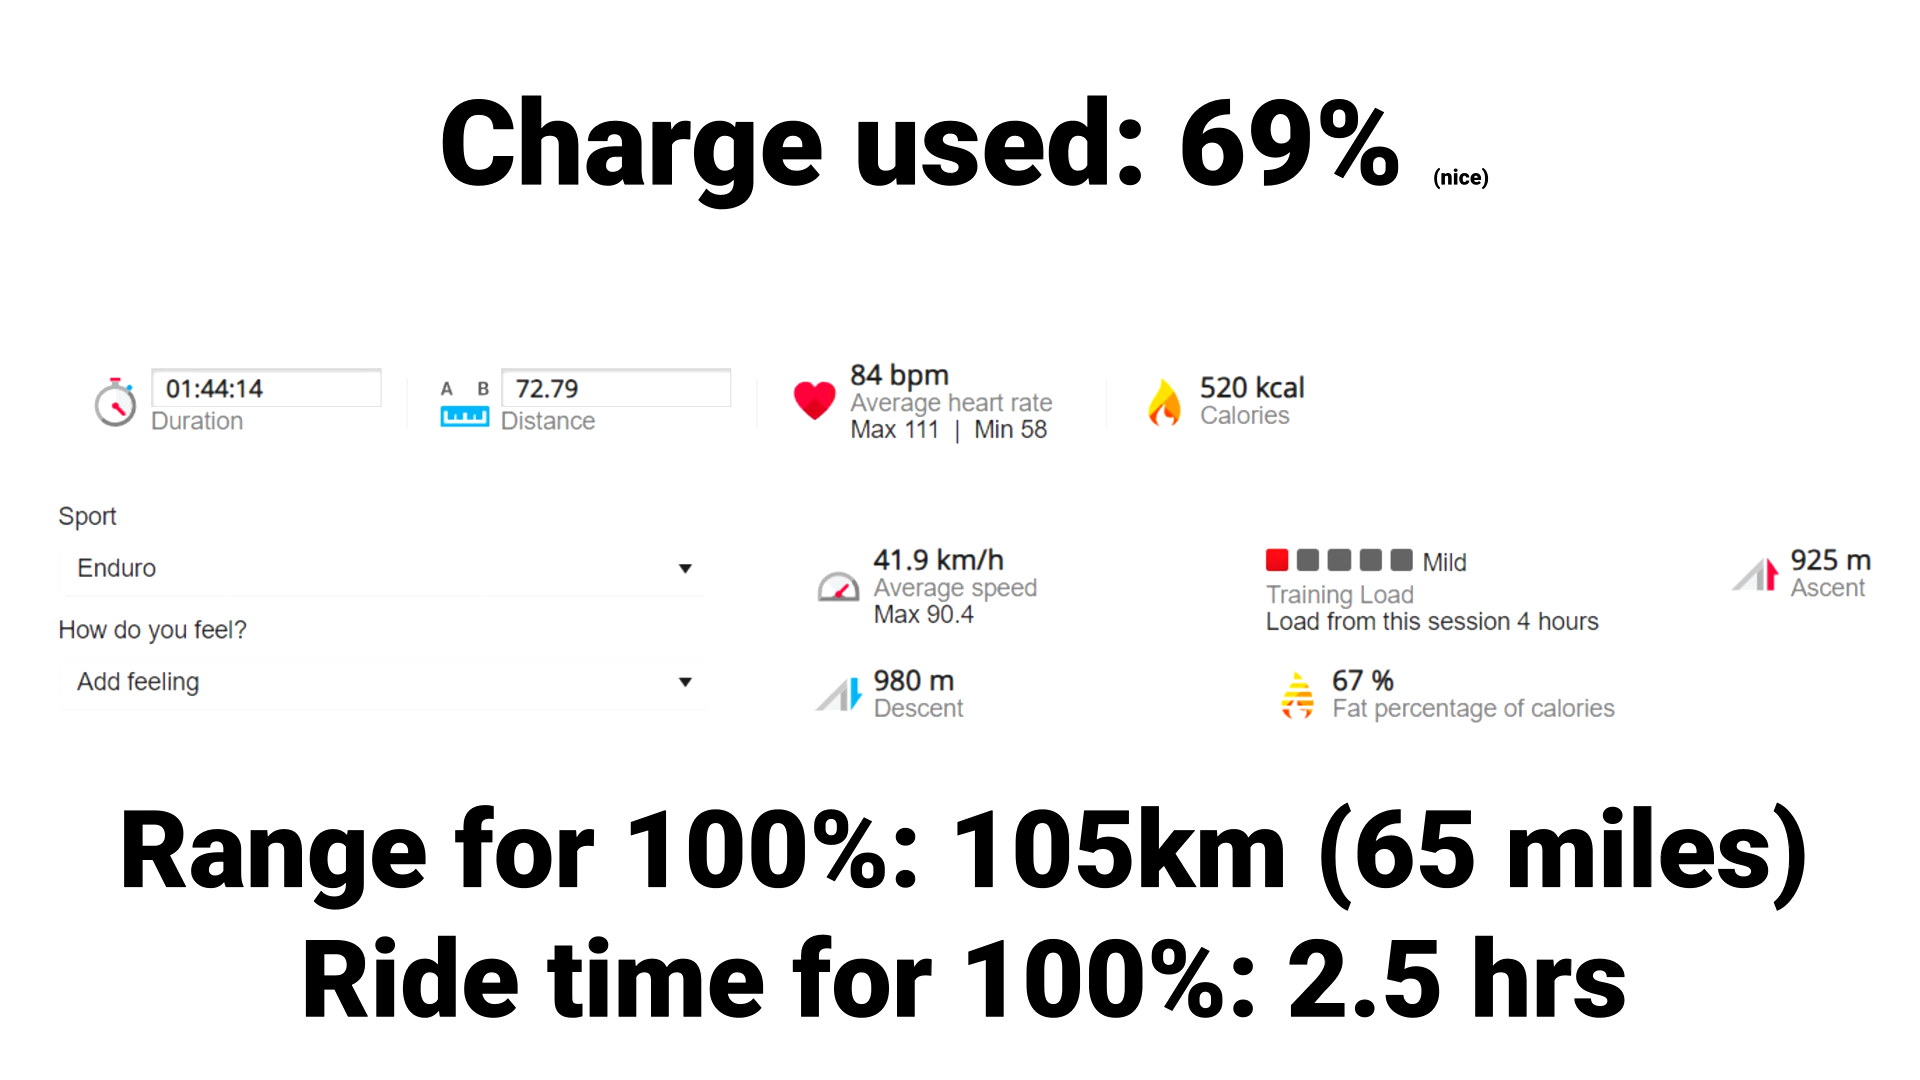 Charge used: 69% (nice)
01:44:14
Duration
A B
72.79
Distance
84 bpm
Average heart rate
Max 111 | Min 58
520 kcal
Calories
Sport
Enduro
How do you feel?
Add feeling
41.9 km/h
Average speed
Max 90.4
Mild
Training Load
Load from this session 4 hours
925 m
Ascent
980 m
Descent
67 %
Fat percentage of calories
Range for 100%: 105km (65 miles)
Ride time for 100%: 2.5 hrs